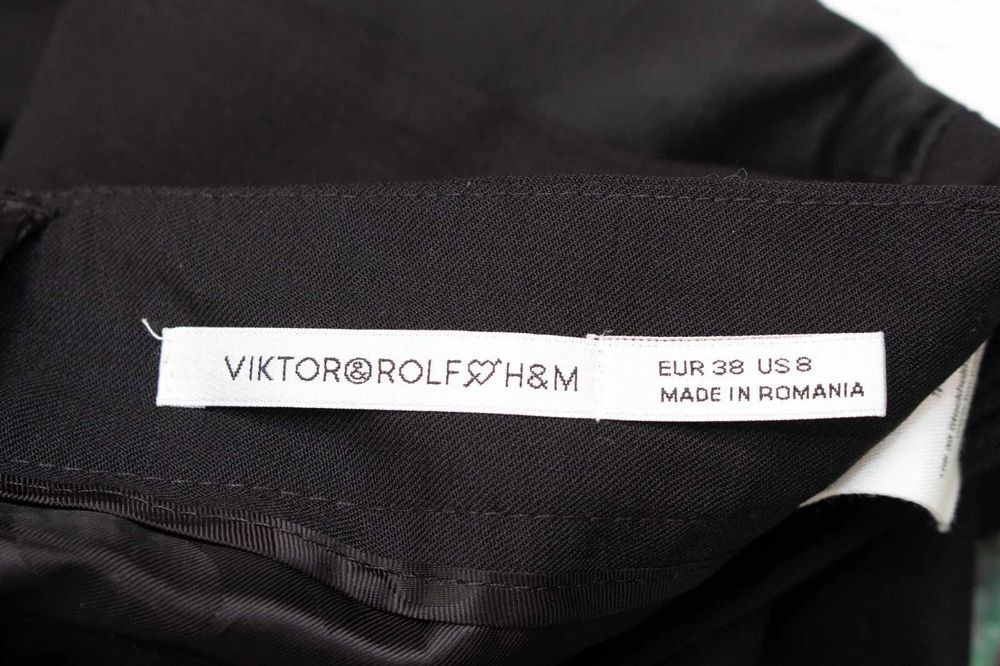 VIKTOR&ROLF H&M
EUR 38 US 8
MADE IN ROMANIA